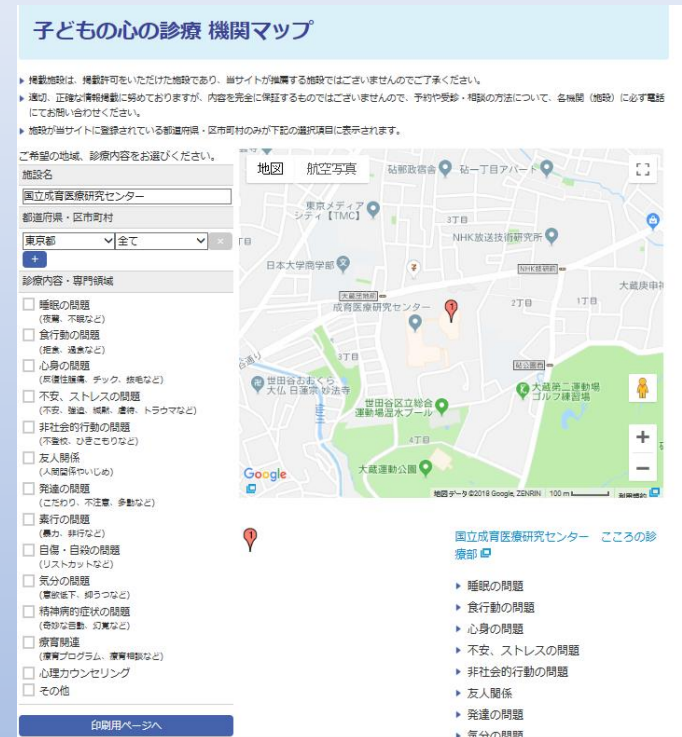 子どもの心の診療 機関マップ
掲載施設は、掲載許可をいただけた施設であり、当サイトが推薦する施設ではございませんのでご了承ください。
適切、正確な情報掲載に努めておりますが、内容を完全に保証するものではございませんので、予約や受診・相談の方法について、各機関（施設）に必ず電話
にてお問い合わせください。
施設が当サイトに登録されている都道府県・区市町村のみが下記の選択項目に表示されます。
ご希望の地域、診療内容をお選びください。
施設名
国立成育医療研究センター
都道府県・区市町村
東京都 全て ×
+
診療内容・専門領域
睡眠の問題
(夜驚、不眠など)
食行動の問題
(拒食、過食など)
心身の問題
(反復性腹痛、チック、抜毛など)
不安、ストレスの問題
(不安、強迫、緘黙、虐待、トラウマなど)
非社会的行動の問題
(不登校、ひきこもりなど)
友人関係
(人間関係やいじめ)
発達の問題
(こだわり、不注意、多動など)
素行の問題
(暴力、非行など)
自傷・自殺の問題
(リストカットなど)
気分の問題
(意欲低下、抑うつなど)
精神病的症状の問題
(奇妙な言動、幻覚など)
療育関連
(療育プログラム、療育相談など)
心理カウンセリング
その他
印刷用ページへ
地図 航空写真
砧郵政宿舎 砧一丁目アパート
東京メディア
シティ【TMC】
3丁目
NHK放送技術研究所
日本大学商学部
NHK技研前
大蔵庚申神
大蔵団地前
成育医療研究センター
1
2丁目
1丁目
3丁目
砧公園西
世田谷おおくら
大仏 日蓮宗 妙法寺
大蔵第二運動場
ゴルフ練習場
世田谷区立総合
運動場温水プール
4丁目
大蔵運動公園
+
−
Google
地図データ ©2018 Google, ZENRIN 100 m 利用規約
1
国立成育医療研究センター こころの診
療部
睡眠の問題
食行動の問題
心身の問題
不安、ストレスの問題
非社会的行動の問題
友人関係
発達の問題
気分の問題